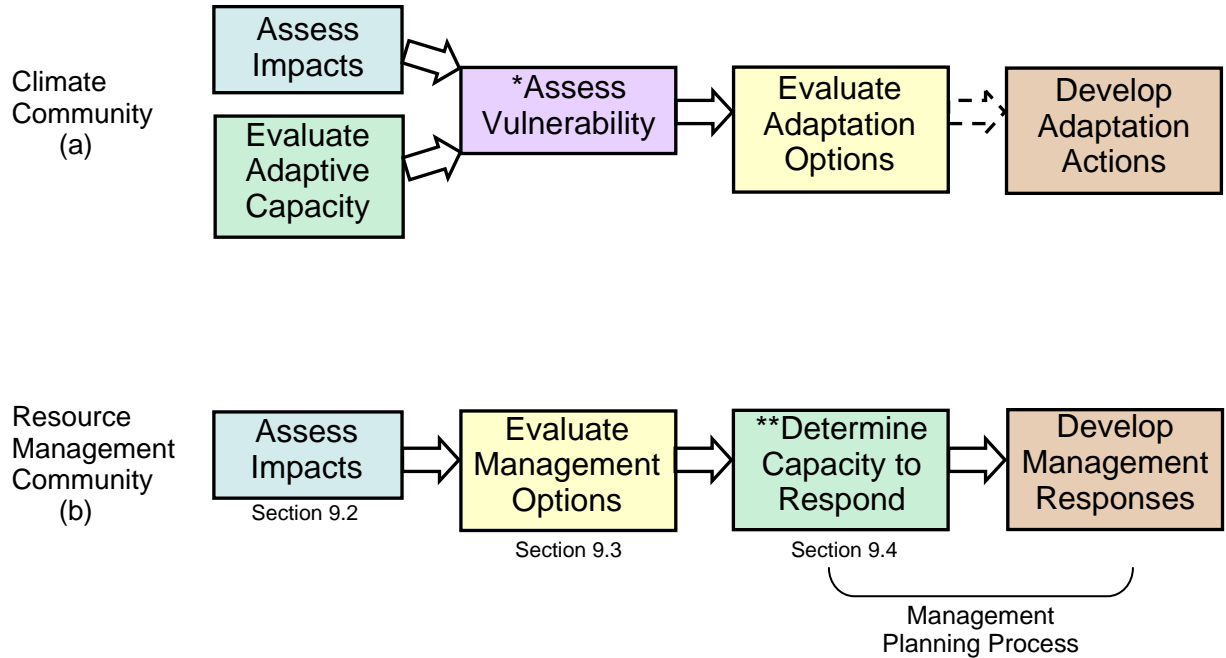 Climate
Community
(a)
Assess
Impacts
Evaluate
Adaptive
Capacity
*Assess
Vulnerability
Evaluate
Adaptation
Options
Develop
Adaptation
Actions
Resource
Management
Community
(b)
Assess
Impacts
Section 9.2
Evaluate
Management
Options
Section 9.3
**Determine
Capacity to
Respond
Section 9.4
Develop
Management
Responses
Management
Planning Process